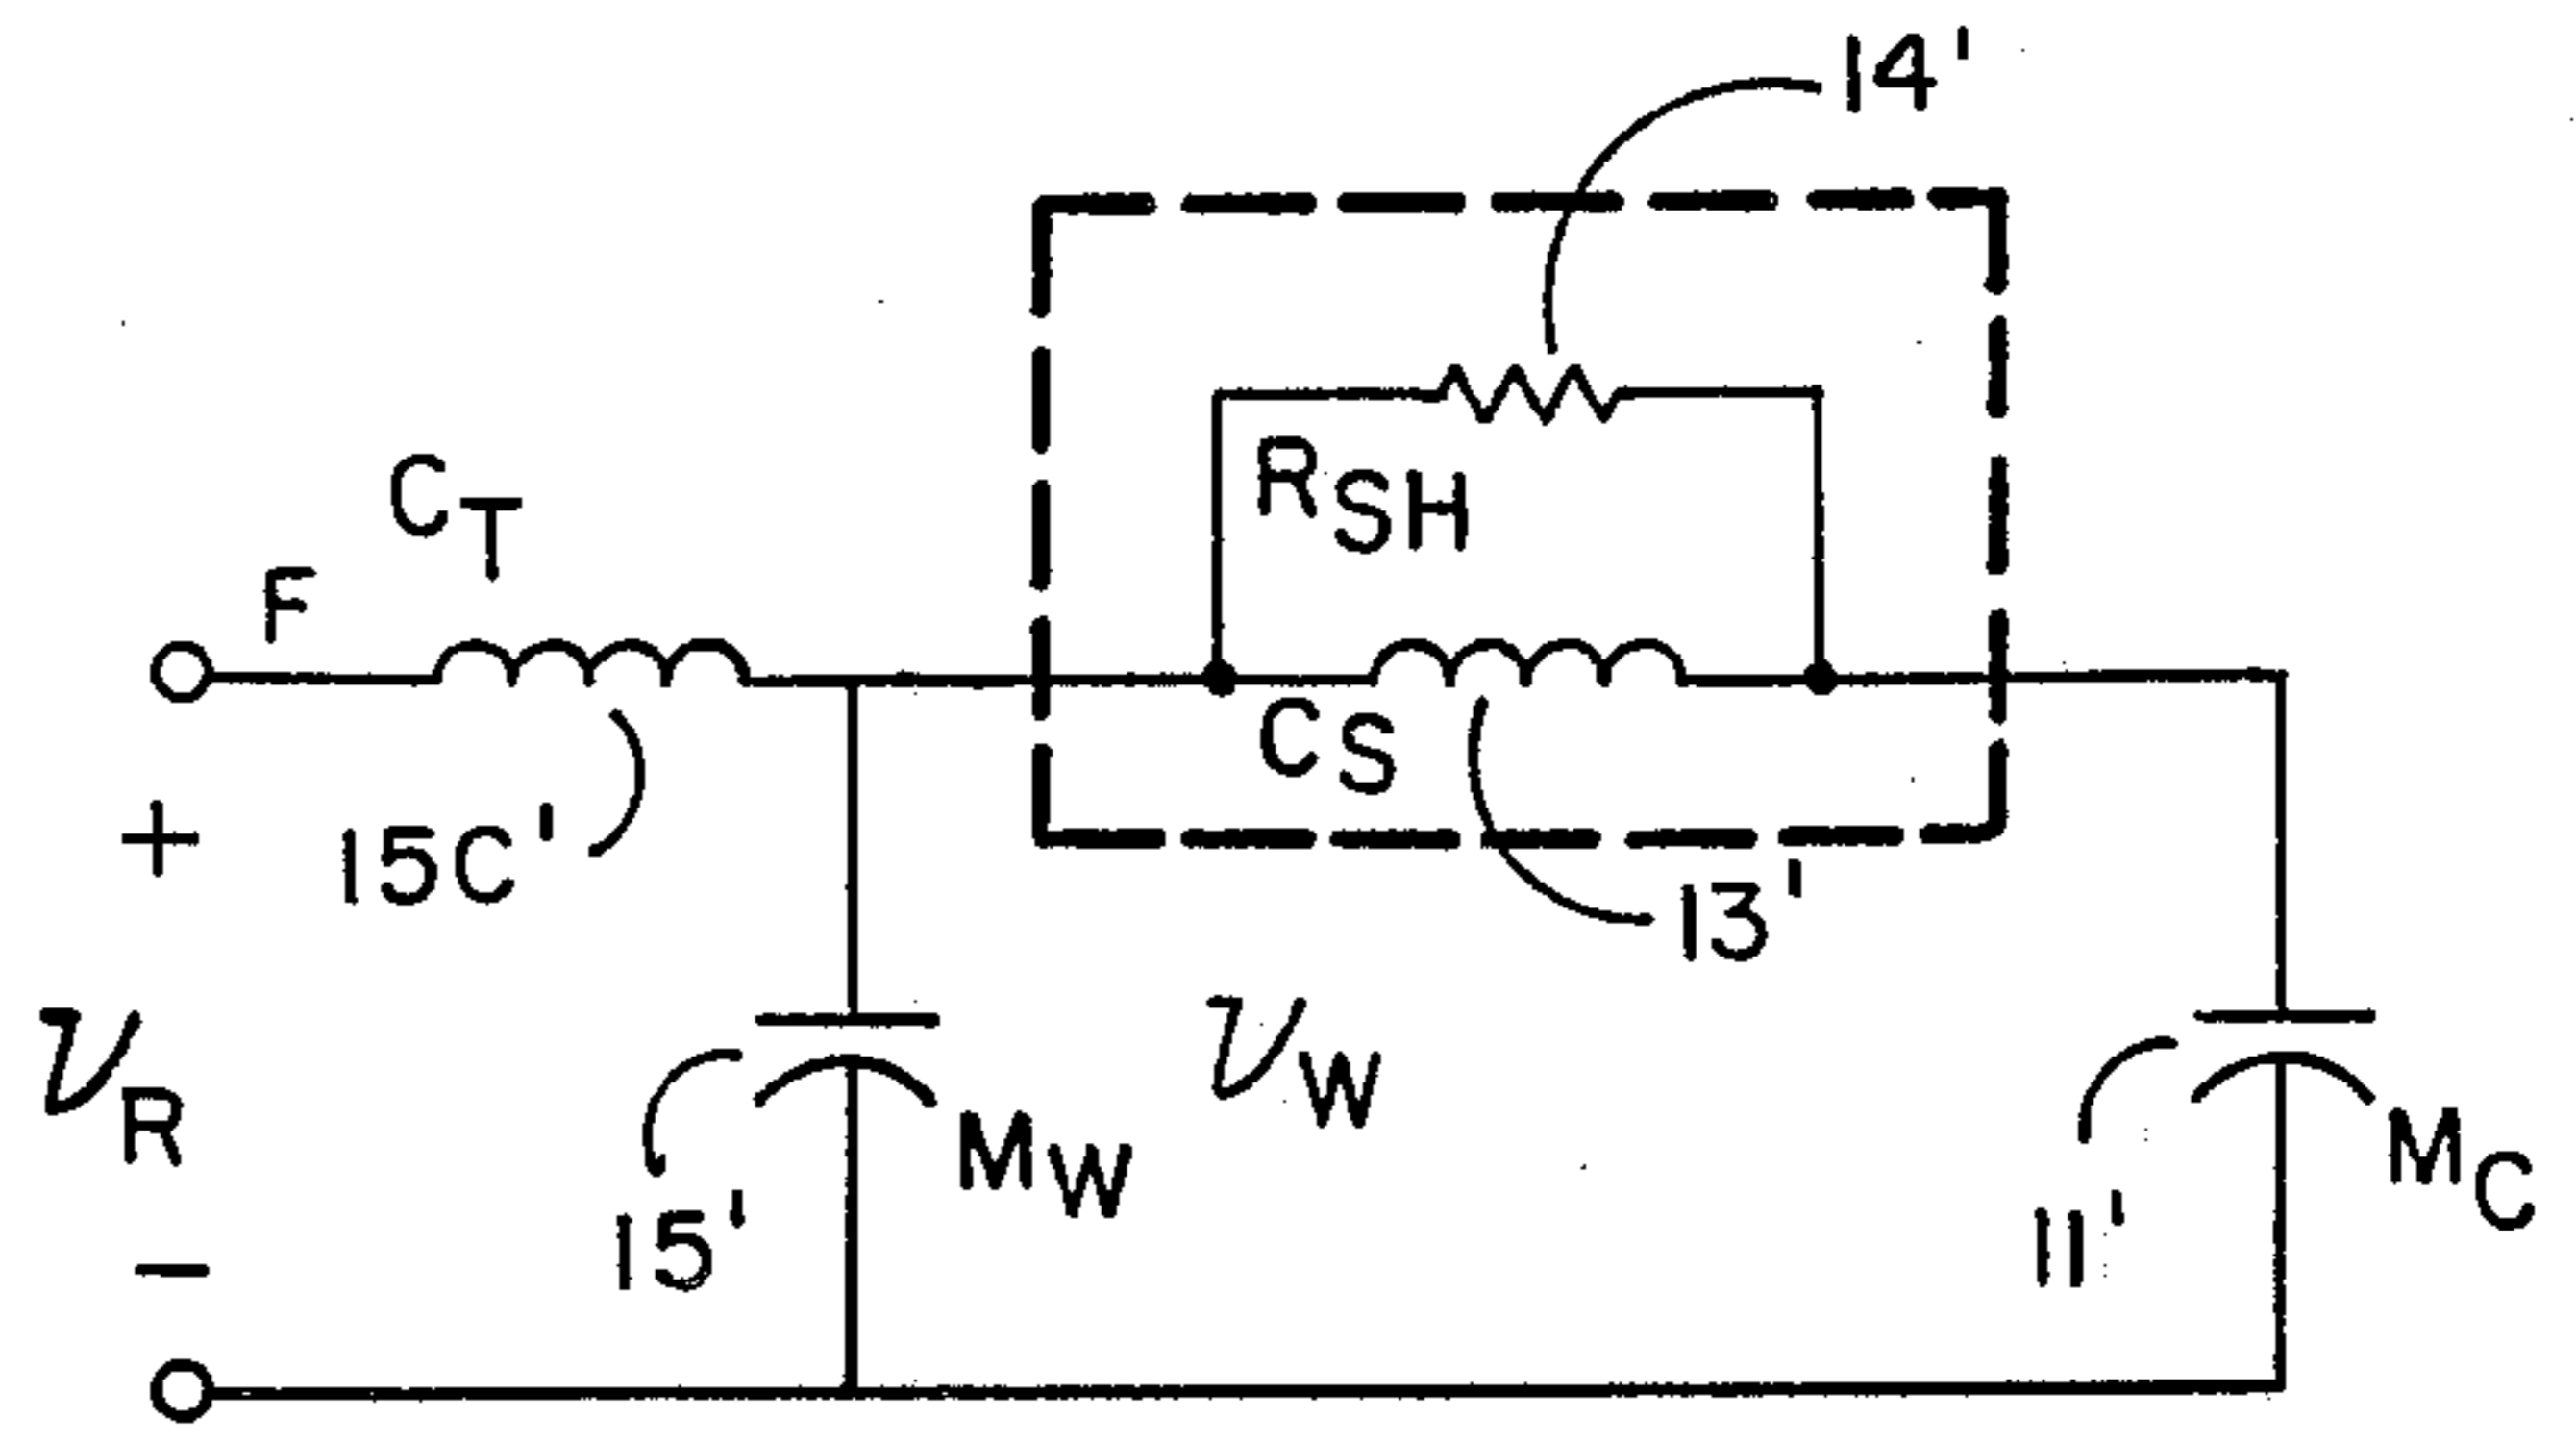 14'
R_SH
C_T
F
C_S
15C'
+
13'
V_R
V_W
M_W
M_C
15'
11'
−